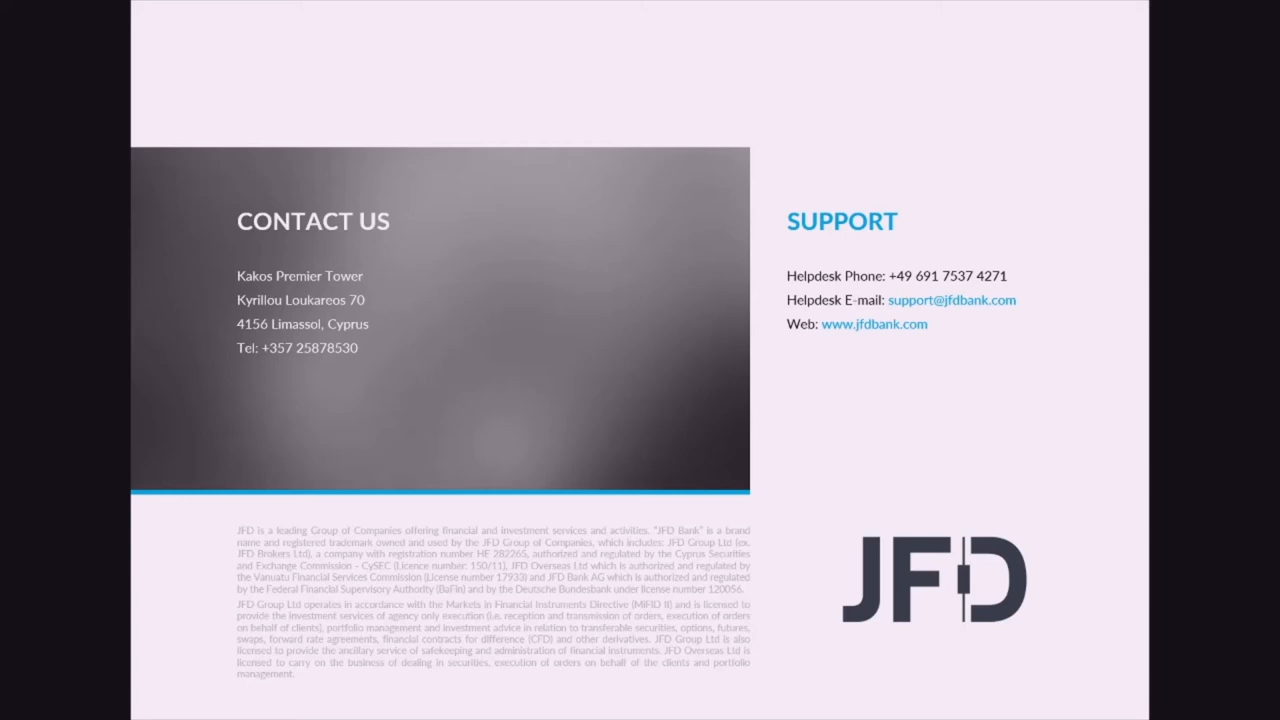 CONTACT US
Kakos Premier Tower
Kyrillou Loukareos 70
4156 Limassol, Cyprus
Tel: +357 25878530
SUPPORT
Helpdesk Phone: +49 691 7537 4271
Helpdesk E-mail: support@jfdbank.com
Web: www.jfdbank.com
JFD is a leading Group of Companies offering financial and investment services and activities. "JFD Bank" is a brand
name and registered trademark owned and used by the JFD Group of Companies, which includes: JFD Group Ltd (ex.
JFD Brokers Ltd), a company with registration number HE 282265, authorized and regulated by the Cyprus Securities
and Exchange Commission - CySEC (Licence number: 150/11), JFD Overseas Ltd which is authorized and regulated by
the Vanuatu Financial Services Commission (License number 17933) and JFD Bank AG which is authorized and regulated
by the Federal Financial Supervisory Authority (BaFin) and by the Deutsche Bundesbank under license number 120056.
JFD Group Ltd operates in accordance with the Markets in Financial Instruments Directive (MiFID II) and is licensed to
provide the investment services of agency only execution (i.e. reception and transmission of orders, execution of orders
on behalf of clients), portfolio management and investment advice in relation to transferable securities, options, futures,
swaps, forward rate agreements, financial contracts for difference (CFD) and other derivatives. JFD Group Ltd is also
licensed to provide the ancillary service of safekeeping and administration of financial instruments. JFD Overseas Ltd is
licensed to carry on the business of dealing in securities, execution of orders on behalf of the clients and portfolio
management.
JFD